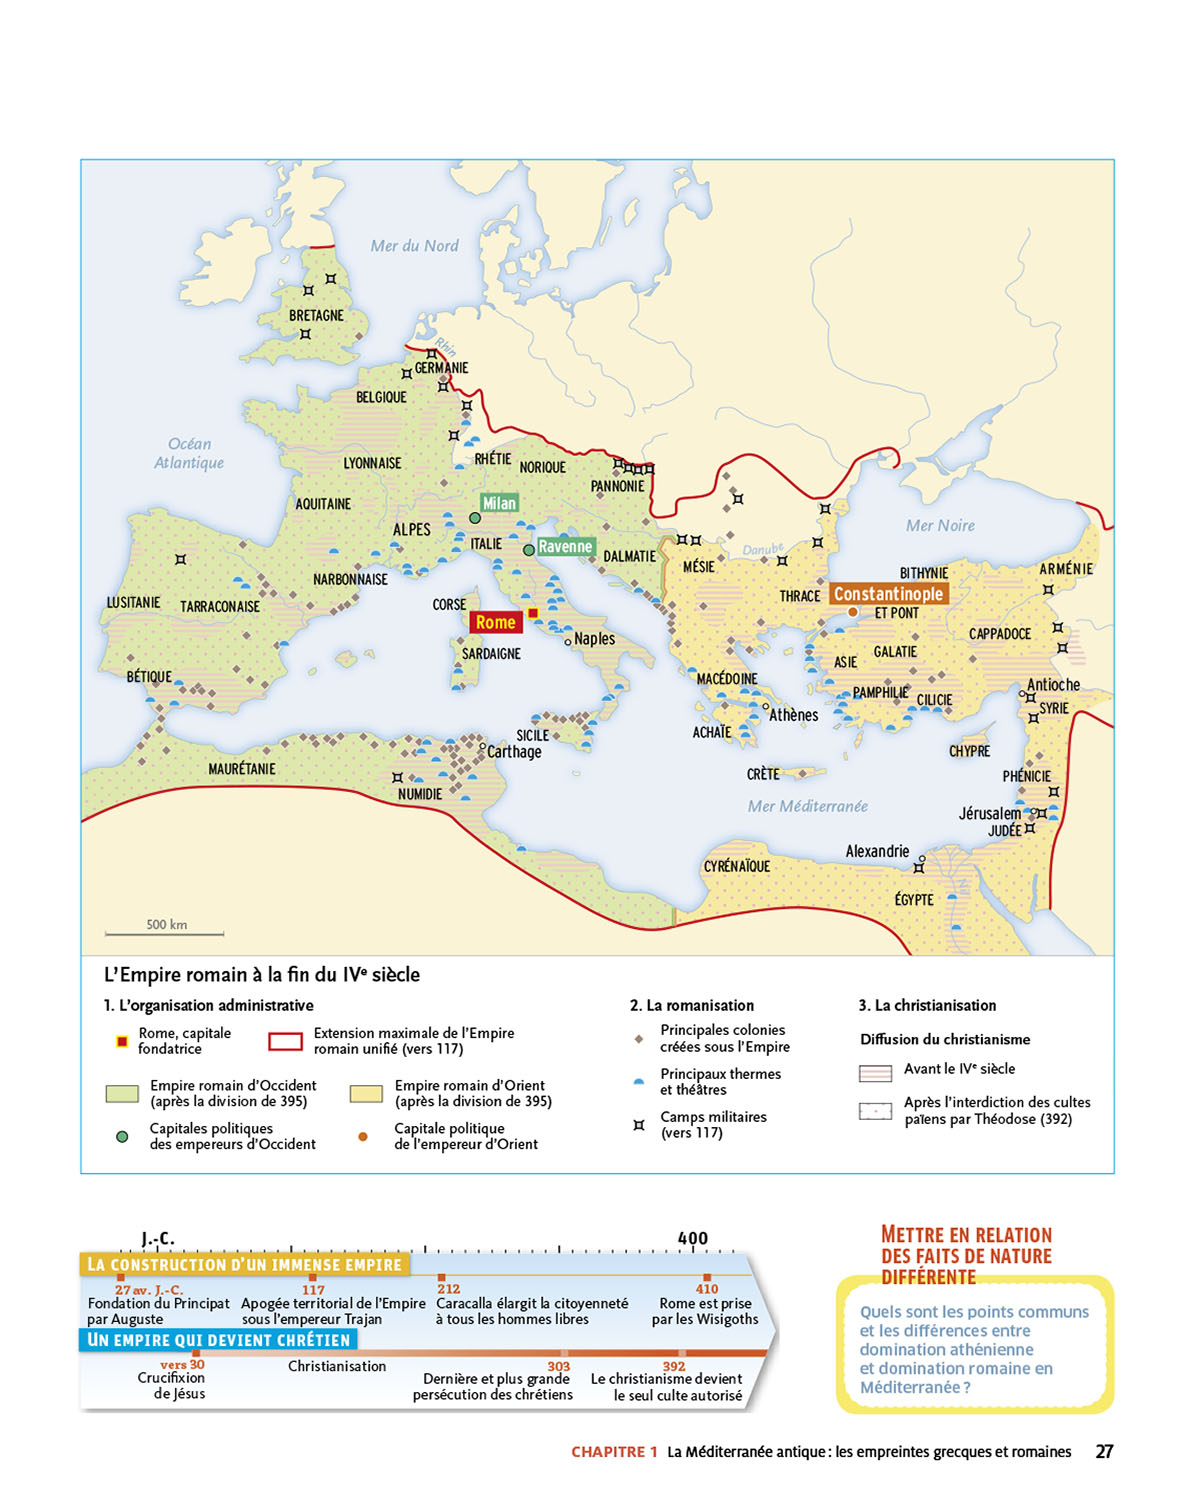 Mer du Nord
BRETAGNE
Rhin
GERMANIE
BELGIQUE
Océan
Atlantique
LYONNAISE
RHÉTIE
NORIQUE
PANNONIE
AQUITAINE
Milan
ALPES
ITALIE
Ravenne
DALMATIE
Mer Noire
Danube
MÉSIE
BITHYNIE
ARMÉNIE
NARBONNAISE
LUSITANIE
TARRACONAISE
CORSE
Rome
THRACE
Constantinople
ET PONT
Naples
CAPPADOCE
SARDAIGNE
GALATIE
ASIE
BÉTIQUE
MACÉDOINE
PAMPHILIE
CILICIE
Antioche
SYRIE
Athènes
ACHAÏE
SICILE
Carthage
CHYPRE
MAURÉTANIE
CRÈTE
PHÉNICIE
NUMIDIE
Mer Méditerranée
Jérusalem
JUDÉE
Alexandrie
CYRÉNAÏQUE
ÉGYPTE
500 km
L'Empire romain à la fin du IVe siècle
1. L'organisation administrative
Rome, capitale
fondatrice
Extension maximale de l'Empire
romain unifié (vers 117)
Empire romain d'Occident
(après la division de 395)
Empire romain d'Orient
(après la division de 395)
Capitales politiques
des empereurs d'Occident
Capitale politique
de l'empereur d'Orient
2. La romanisation
Principales colonies
créées sous l'Empire
Principaux thermes
et théâtres
Camps militaires
(vers 117)
3. La christianisation
Diffusion du christianisme
Avant le IVe siècle
Après l'interdiction des cultes
païens par Théodose (392)
J.-C.
400
LA CONSTRUCTION D'UN IMMENSE EMPIRE
27 av. J.-C.
Fondation du Principat
par Auguste
117
Apogée territorial de l'Empire
sous l'empereur Trajan
212
Caracalla élargit la citoyenneté
à tous les hommes libres
410
Rome est prise
par les Wisigoths
UN EMPIRE QUI DEVIENT CHRÉTIEN
vers 30
Crucifixion
de Jésus
Christianisation
303
Dernière et plus grande
persécution des chrétiens
392
Le christianisme devient
le seul culte autorisé
METTRE EN RELATION
DES FAITS DE NATURE
DIFFÉRENTE
Quels sont les points communs
et les différences entre
domination athénienne
et domination romaine en
Méditerranée ?
CHAPITRE 1 La Méditerranée antique : les empreintes grecques et romaines 27